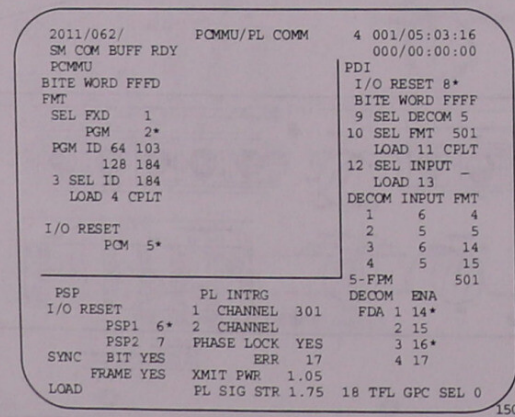 2011/062/ PCMMU/PL COMM 4 001/05:03:16
SM COM BUFF RDY 000/00:00:00
PCMMU PDI
BITE WORD FFFD I/O RESET 8*
FMT BITE WORD FFFF
SEL FXD 1 9 SEL DECOM 5
PGM 2* 10 SEL FMT 501
PGM ID 64 103 LOAD 11 CPLT
128 184 12 SEL INPUT _
3 SEL ID 184 LOAD 13
LOAD 4 CPLT DECOM INPUT FMT
1 6 4
I/O RESET 2 5 5
PCM 5* 3 6 14
4 5 15
5-FPM 501
PSP PL INTRG DECOM ENA
I/O RESET 1 CHANNEL 301 FDA 1 14*
PSP1 6* 2 CHANNEL 2 15
PSP2 7 PHASE LOCK YES 3 16*
SYNC BIT YES ERR 17 4 17
FRAME YES XMIT PWR 1.05
LOAD PL SIG STR 1.75 18 TFL GPC SEL 0